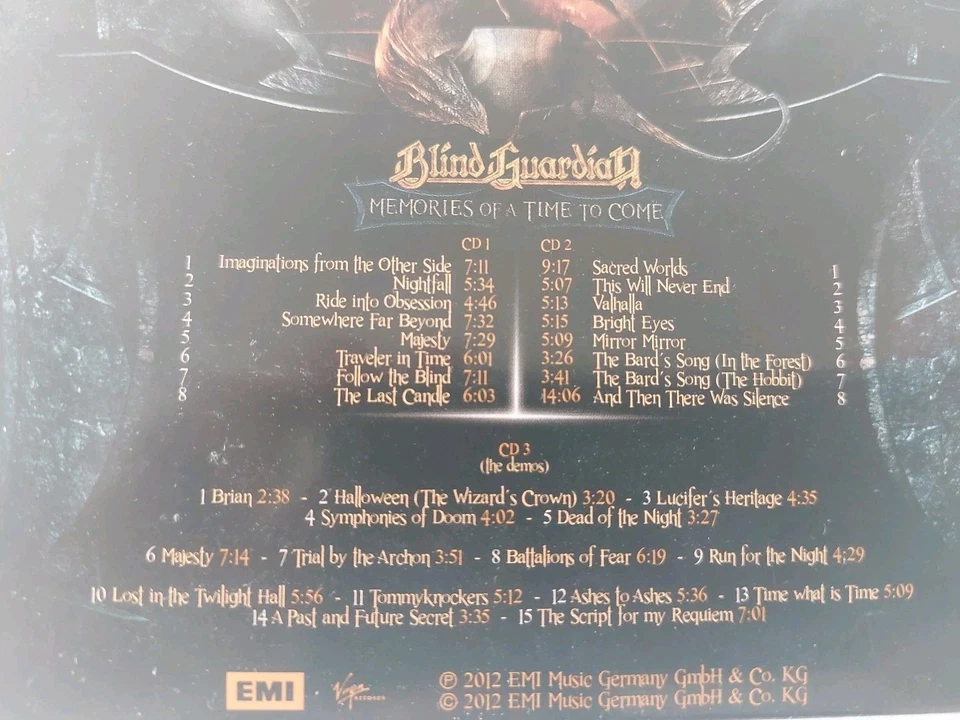 Blind Guardian
MEMORIES OF A TIME TO COME
CD 1 CD 2
1 Imaginations from the Other Side 7:11 9:17 Sacred Worlds 1
2 Nightfall 5:34 5:07 This Will Never End 2
3 Ride into Obsession 4:46 5:13 Valhalla 3
4 Somewhere Far Beyond 7:32 5:15 Bright Eyes 4
5 Majesty 7:29 5:09 Mirror Mirror 5
6 Traveler in Time 6:01 3:26 The Bard's Song (In the Forest) 6
7 Follow the Blind 7:11 3:41 The Bard's Song (The Hobbit) 7
8 The Last Candle 6:03 14:06 And Then There Was Silence 8
CD 3
(the demos)
1 Brian 2:38 - 2 Halloween (The Wizard's Crown) 3:20 - 3 Lucifer's Heritage 4:35
4 Symphonies of Doom 4:02 - 5 Dead of the Night 3:27
6 Majesty 7:14 - 7 Trial by the Archon 3:51 - 8 Battalions of Fear 6:19 - 9 Run for the Night 4;29
10 Lost in the Twilight Hall 5:56 - 11 Tommyknockers 5:12 - 12 Ashes to Ashes 5:36 - 13 Time what is Time 5:09
14 A Past and Future Secret 3:35 - 15 The Script for my Requiem 7:01
EMI Virgin RECORDS ℗ 2012 EMI Music Germany GmbH & Co. KG
© 2012 EMI Music Germany GmbH & Co. KG